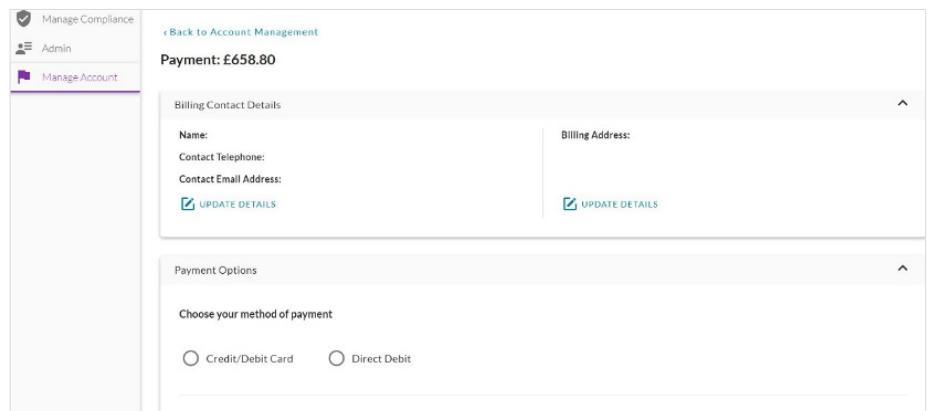 Manage Compliance
Admin
Manage Account
‹ Back to Account Management
Payment: £658.80
Billing Contact Details
Name:
Contact Telephone:
Contact Email Address:
UPDATE DETAILS
Billing Address:
UPDATE DETAILS
Payment Options
Choose your method of payment
Credit/Debit Card
Direct Debit